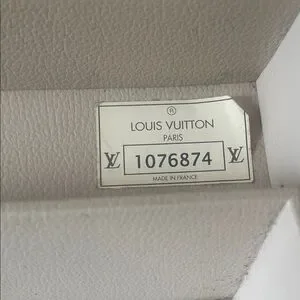 ®
LOUIS VUITTON
PARIS
LV 1076874 LV
MADE IN FRANCE